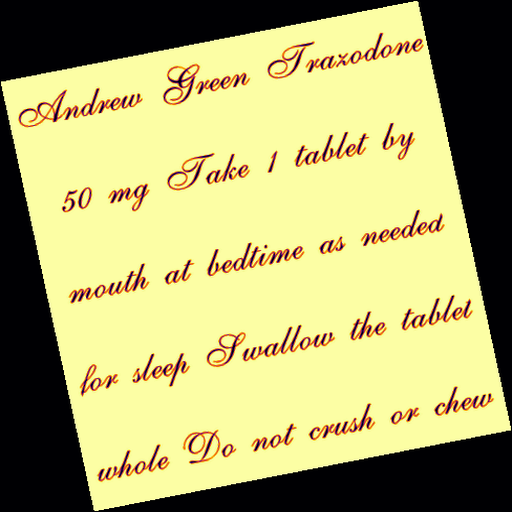 Andrew Green Trazodone
50 mg Take 1 tablet by
mouth at bedtime as needed
for sleep Swallow the tablet
whole Do not crush or chew